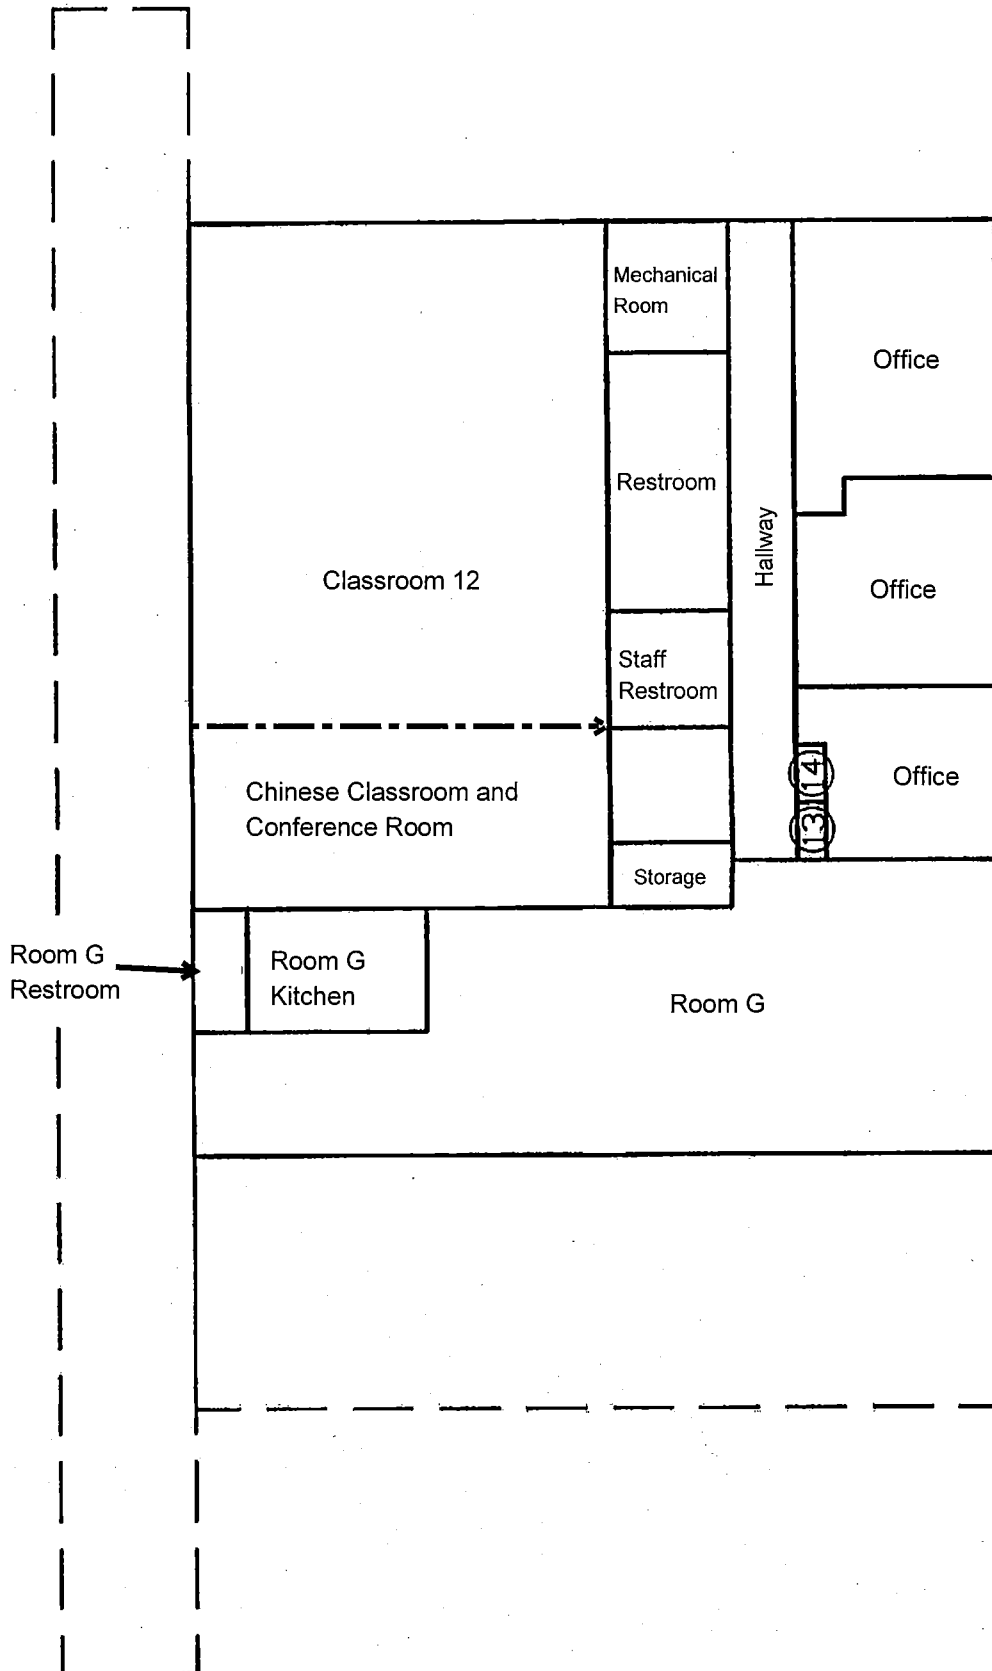 Mechanical
Room
Office
Restroom
Hallway
Classroom 12
Office
Staff
Restroom
14
Office
Chinese Classroom and
Conference Room
13
Storage
Room G
Restroom
Room G
Kitchen
Room G